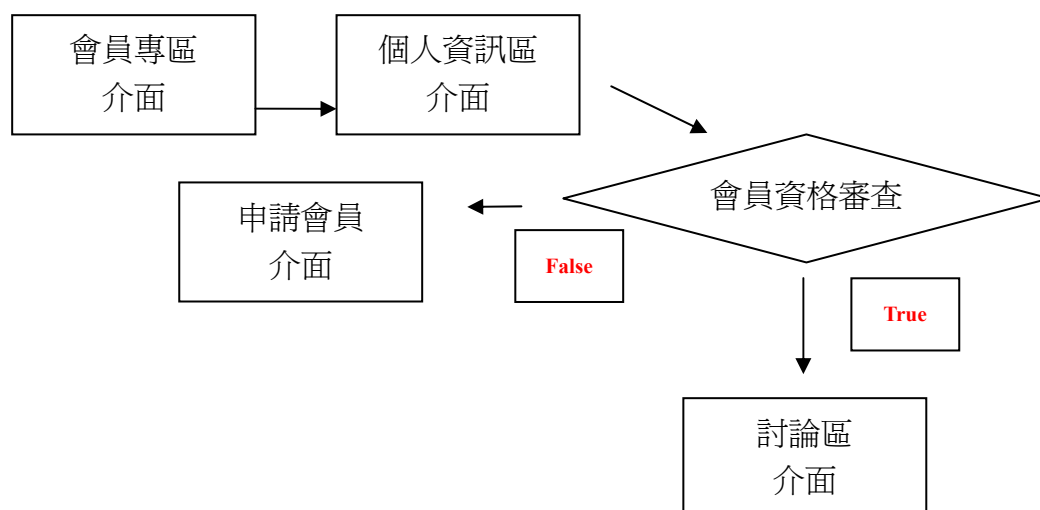 會員專區
介面
個人資訊區
介面
會員資格審查
申請會員
介面
False
True
討論區
介面